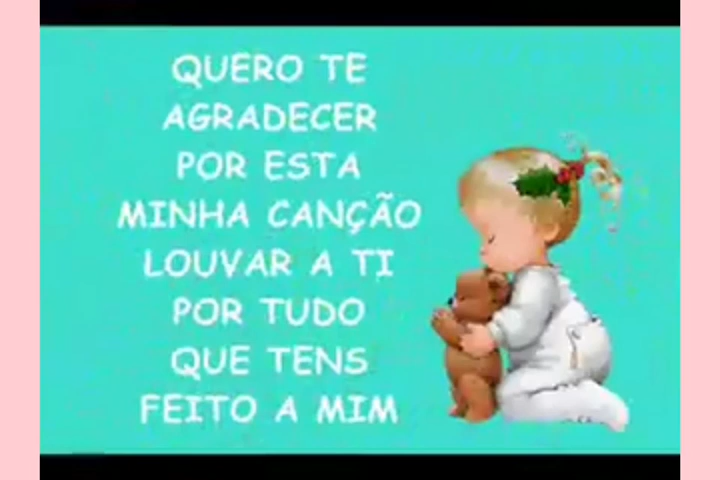 QUERO TE
AGRADECER
POR ESTA
MINHA CANÇÃO
LOUVAR A TI
POR TUDO
QUE TENS
FEITO A MIM